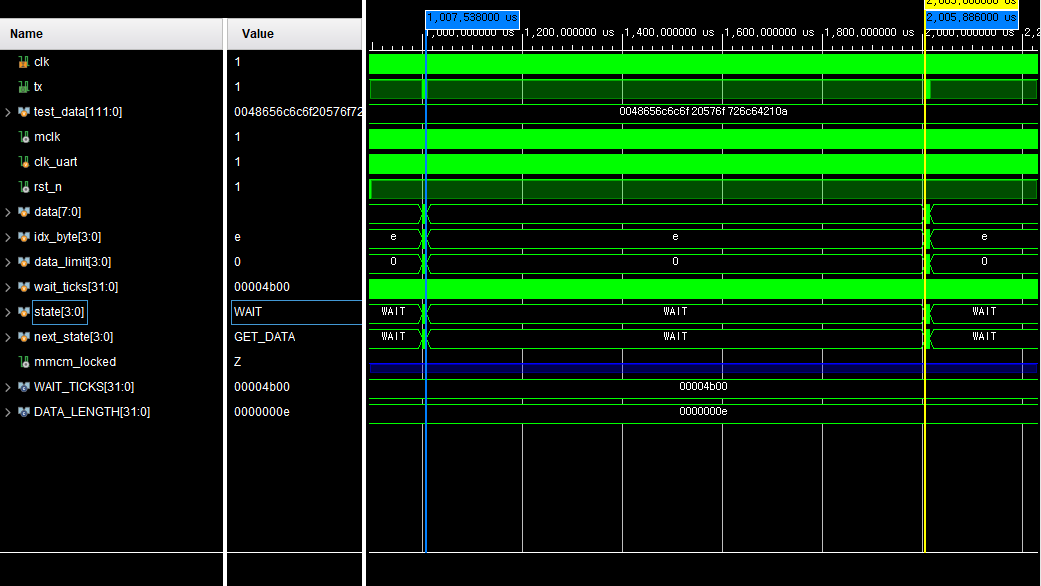 2,005,000000 us
1,007,538000 us 2,005,886000 us
Name Value 1,000,000000 us 1,200,000000 us 1,400,000000 us 1,600,000000 us 1,800,000000 us 2,000,000000 us 2,2
clk 1
tx 1
test_data[111:0] 0048656c6c6f20576f72 0048656c6c6f20576f726c64210a
mclk 1
clk_uart 1
rst_n 1
data[7:0]
idx_byte[3:0] e e e e
data_limit[3:0] 0 0 0 0
wait_ticks[31:0] 00004b00
state[3:0] WAIT WAIT WAIT WAIT
next_state[3:0] GET_DATA WAIT WAIT WAIT
mmcm_locked Z
WAIT_TICKS[31:0] 00004b00 00004b00
DATA_LENGTH[31:0] 0000000e 0000000e